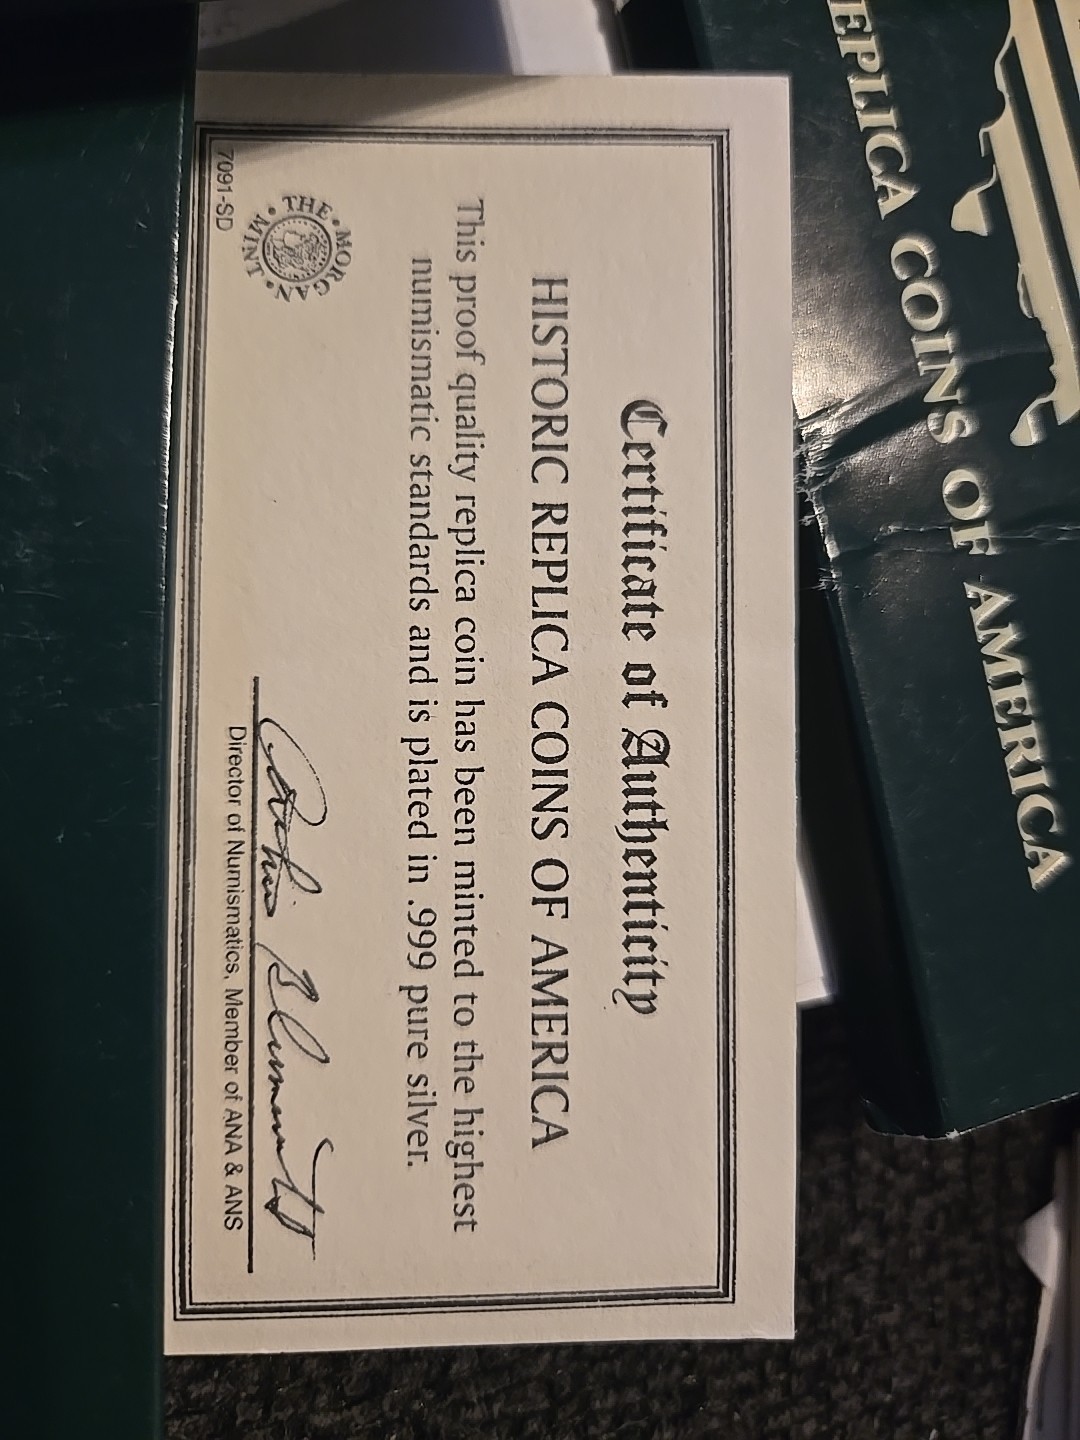 Certificate of Authenticity
HISTORIC REPLICA COINS OF AMERICA
This proof quality replica coin has been minted to the highest
numismatic standards and is plated in .999 pure silver.
THE • MORGAN • MINT •
7091-SD
Director of Numismatics, Member of ANA & ANS
EPLICA COINS OF AMERICA